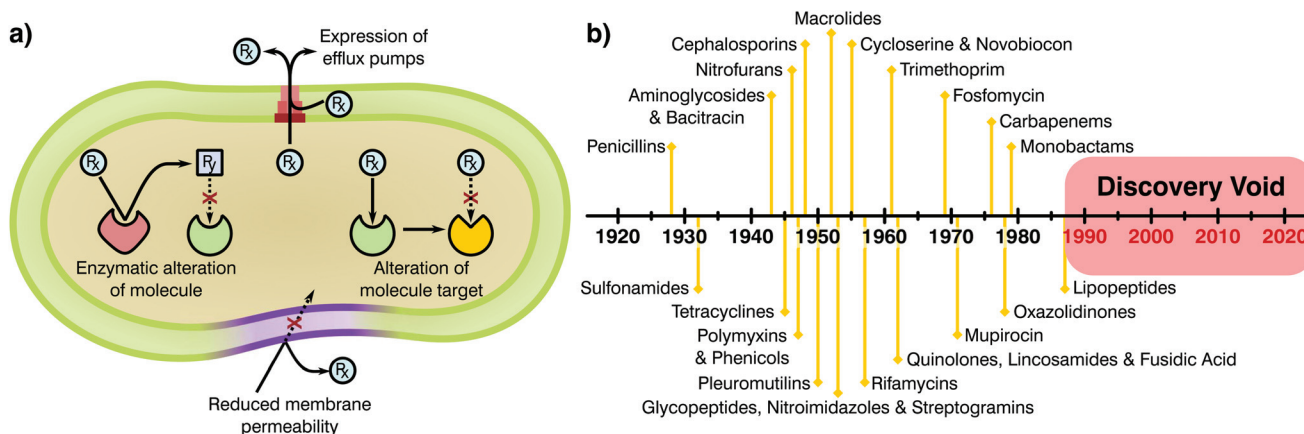 a)
Rx
Expression of
efflux pumps
Rx
Rx
Ry
Rx
Rx
Rx
Enzymatic alteration
of molecule
Alteration of
molecule target
Rx
Reduced membrane
permeability
b)
Macrolides
Cephalosporins
Cycloserine & Novobiocon
Nitrofurans
Trimethoprim
Aminoglycosides
& Bacitracin
Fosfomycin
Carbapenems
Penicillins
Monobactams
Discovery Void
1920 1930 1940 1950 1960 1970 1980 1990 2000 2010 2020
Sulfonamides
Lipopeptides
Tetracyclines
Oxazolidinones
Polymyxins
& Phenicols
Mupirocin
Quinolones, Lincosamides & Fusidic Acid
Pleuromutilins
Rifamycins
Glycopeptides, Nitroimidazoles & Streptogramins